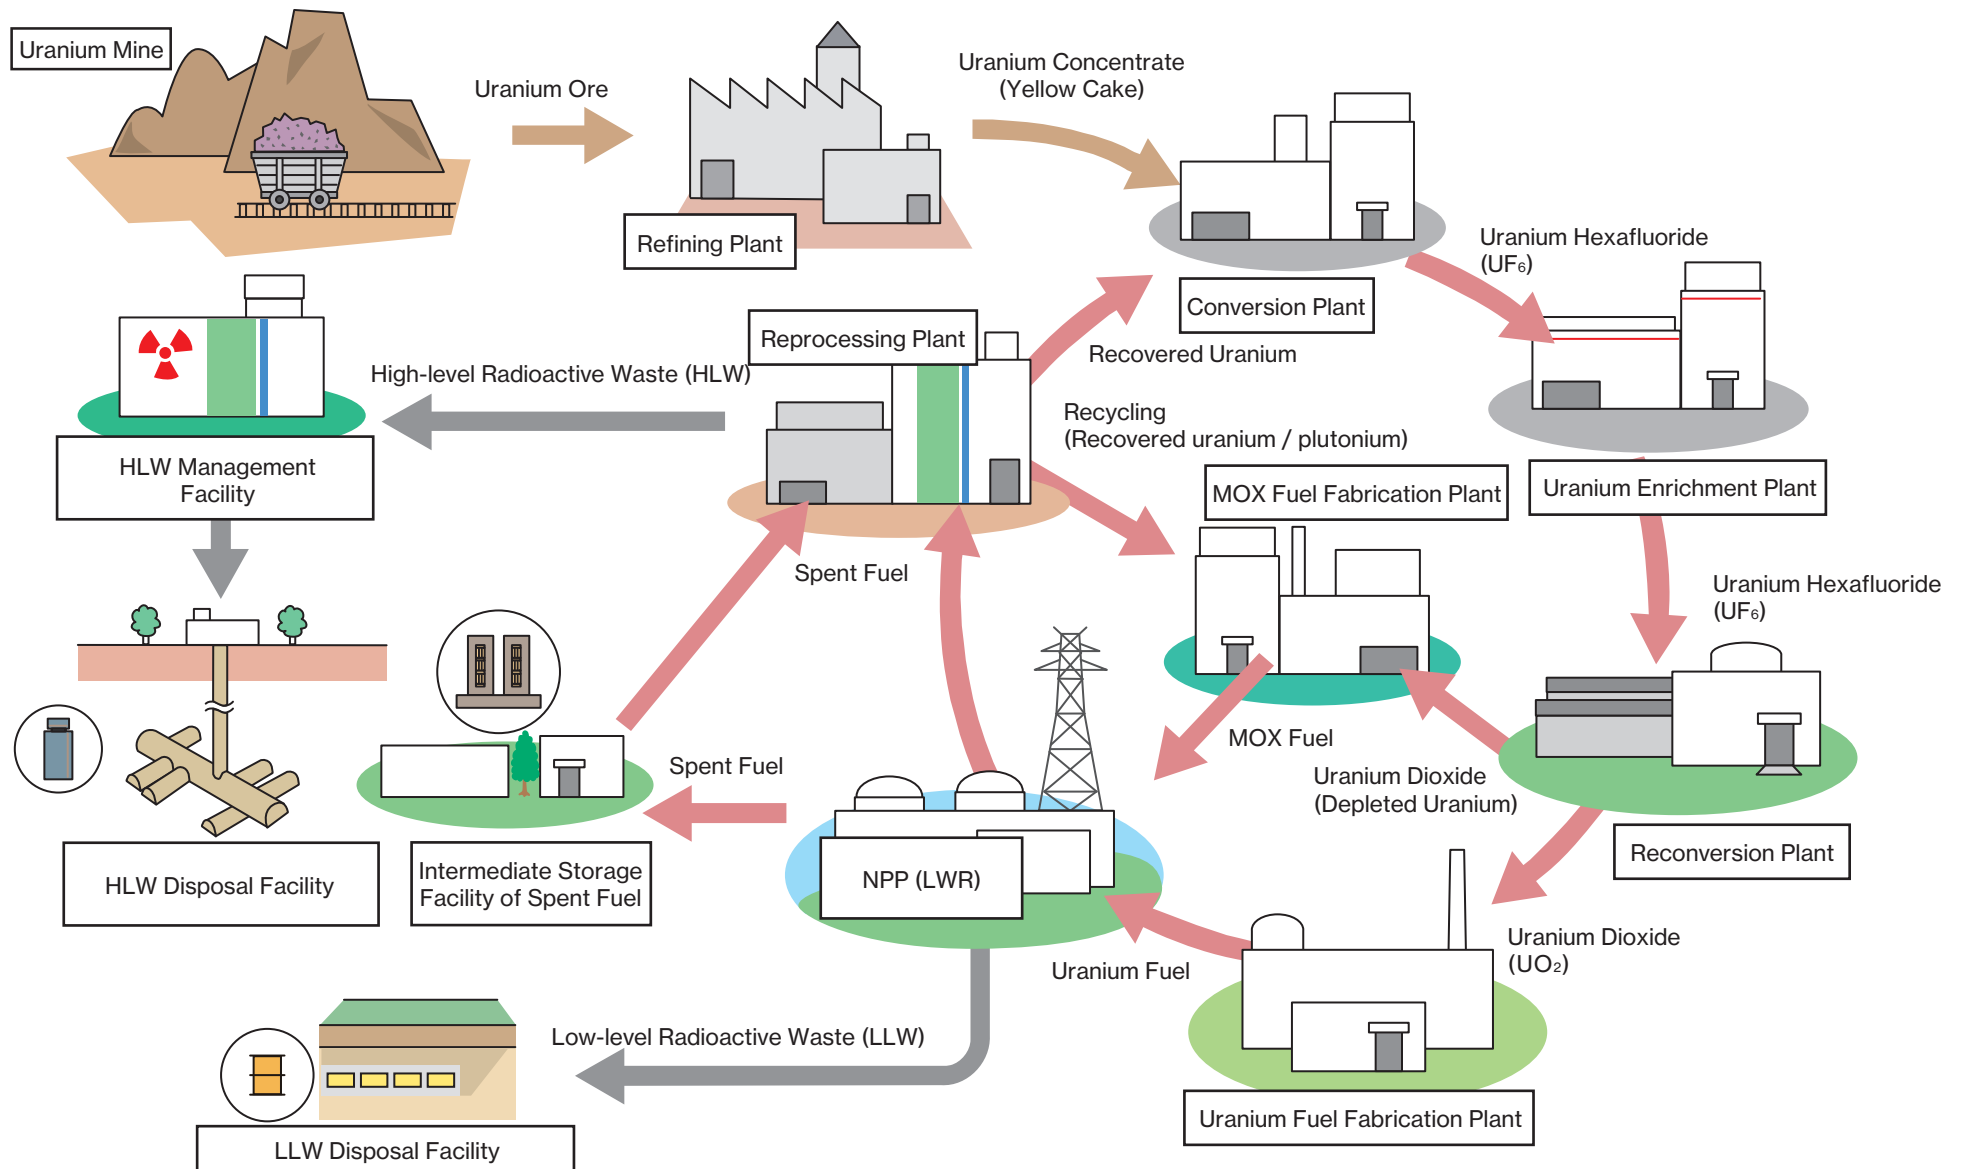 Uranium Mine
Uranium Ore
Uranium Concentrate
(Yellow Cake)
Refining Plant
Uranium Hexafluoride
(UF₆)
Conversion Plant
Reprocessing Plant
Recovered Uranium
High-level Radioactive Waste (HLW)
Recycling
(Recovered uranium / plutonium)
HLW Management
Facility
MOX Fuel Fabrication Plant
Uranium Enrichment Plant
Spent Fuel
Uranium Hexafluoride
(UF₆)
MOX Fuel
Spent Fuel
Uranium Dioxide
(Depleted Uranium)
Reconversion Plant
HLW Disposal Facility
Intermediate Storage
Facility of Spent Fuel
NPP (LWR)
Uranium Dioxide
(UO₂)
Uranium Fuel
Low-level Radioactive Waste (LLW)
Uranium Fuel Fabrication Plant
LLW Disposal Facility